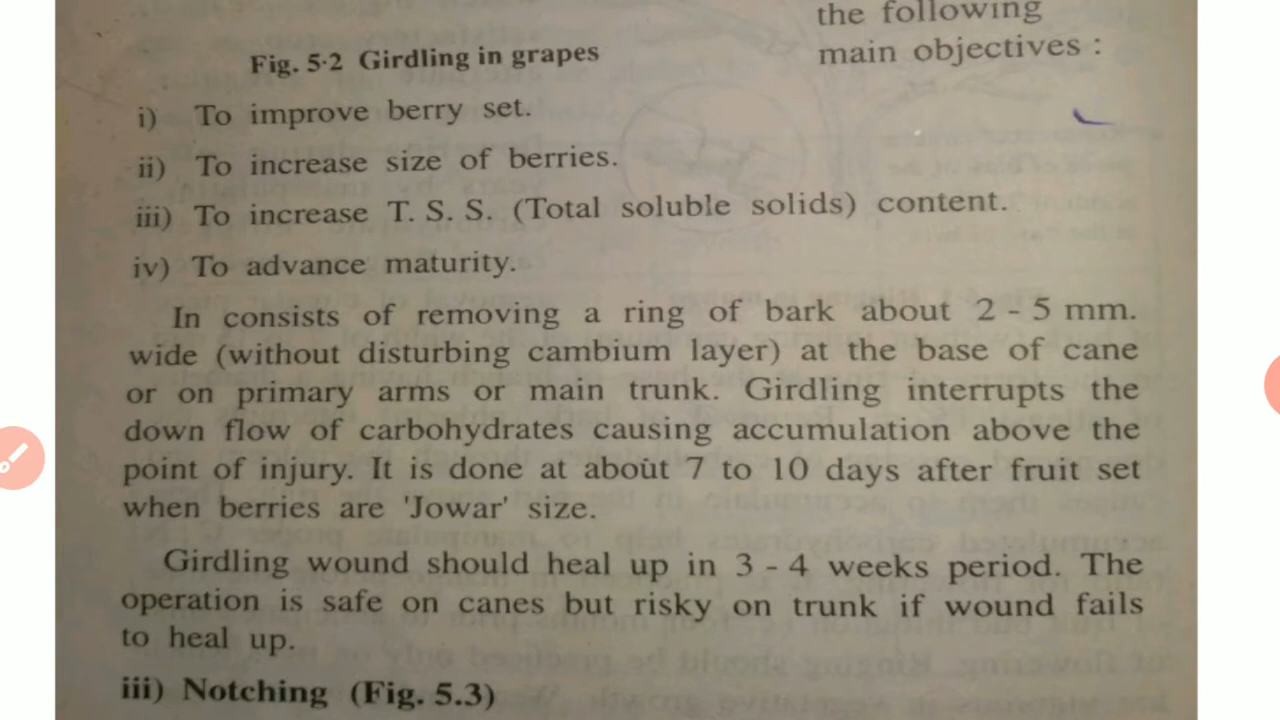 the following
Fig. 5·2 Girdling in grapes
main objectives :
i) To improve berry set.
ii) To increase size of berries.
iii) To increase T. S. S. (Total soluble solids) content.
iv) To advance maturity.
In consists of removing a ring of bark about 2 - 5 mm.
wide (without disturbing cambium layer) at the base of cane
or on primary arms or main trunk. Girdling interrupts the
down flow of carbohydrates causing accumulation above the
point of injury. It is done at about 7 to 10 days after fruit set
when berries are 'Jowar' size.
Girdling wound should heal up in 3 - 4 weeks period. The
operation is safe on canes but risky on trunk if wound fails
to heal up.
iii) Notching (Fig. 5.3)